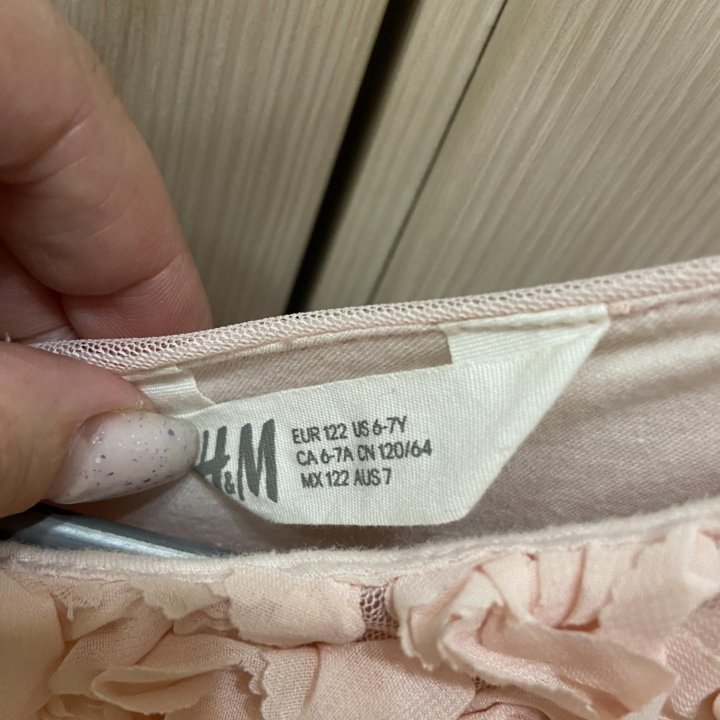 H&M
EUR 122 US 6-7Y
CA 6-7A CN 120/64
MX 122 AUS 7